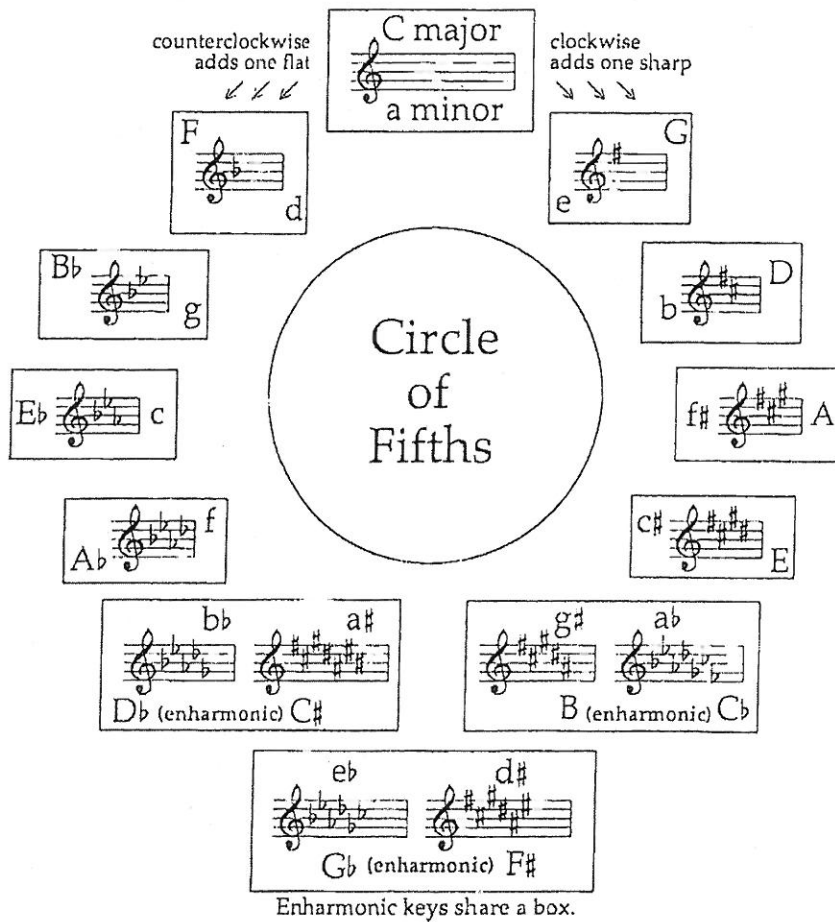 C major
counterclockwise
adds one flat
clockwise
adds one sharp
a minor
F
d
G
e
B♭
g
D
b
Circle
of
Fifths
E♭
c
f♯
A
A♭
f
c♯
E
b♭
a♯
D♭ (enharmonic) C♯
g♯
a♭
B (enharmonic) C♭
e♭
d♯
G♭ (enharmonic) F♯
Enharmonic keys share a box.